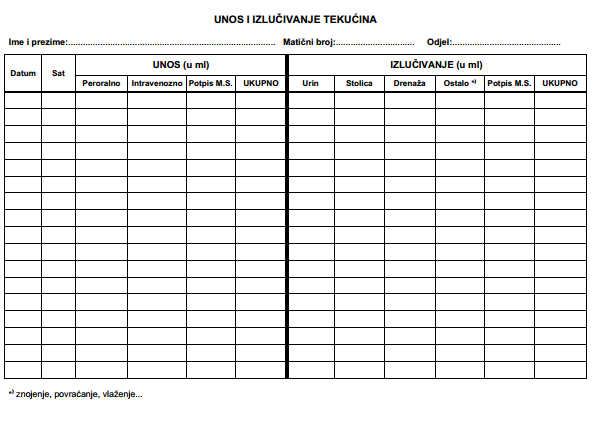 UNOS I IZLUČIVANJE TEKUĆINA
Ime i prezime:...................................................................... Matični broj:........................... Odjel:.....................................
Datum Sat UNOS (u ml) IZLUČIVANJE (u ml)
Peroralno Intravenozno Potpis M.S. UKUPNO Urin Stolica Drenaža Ostalo *) Potpis M.S. UKUPNO
*) znojenje, povraćanje, vlaženje...